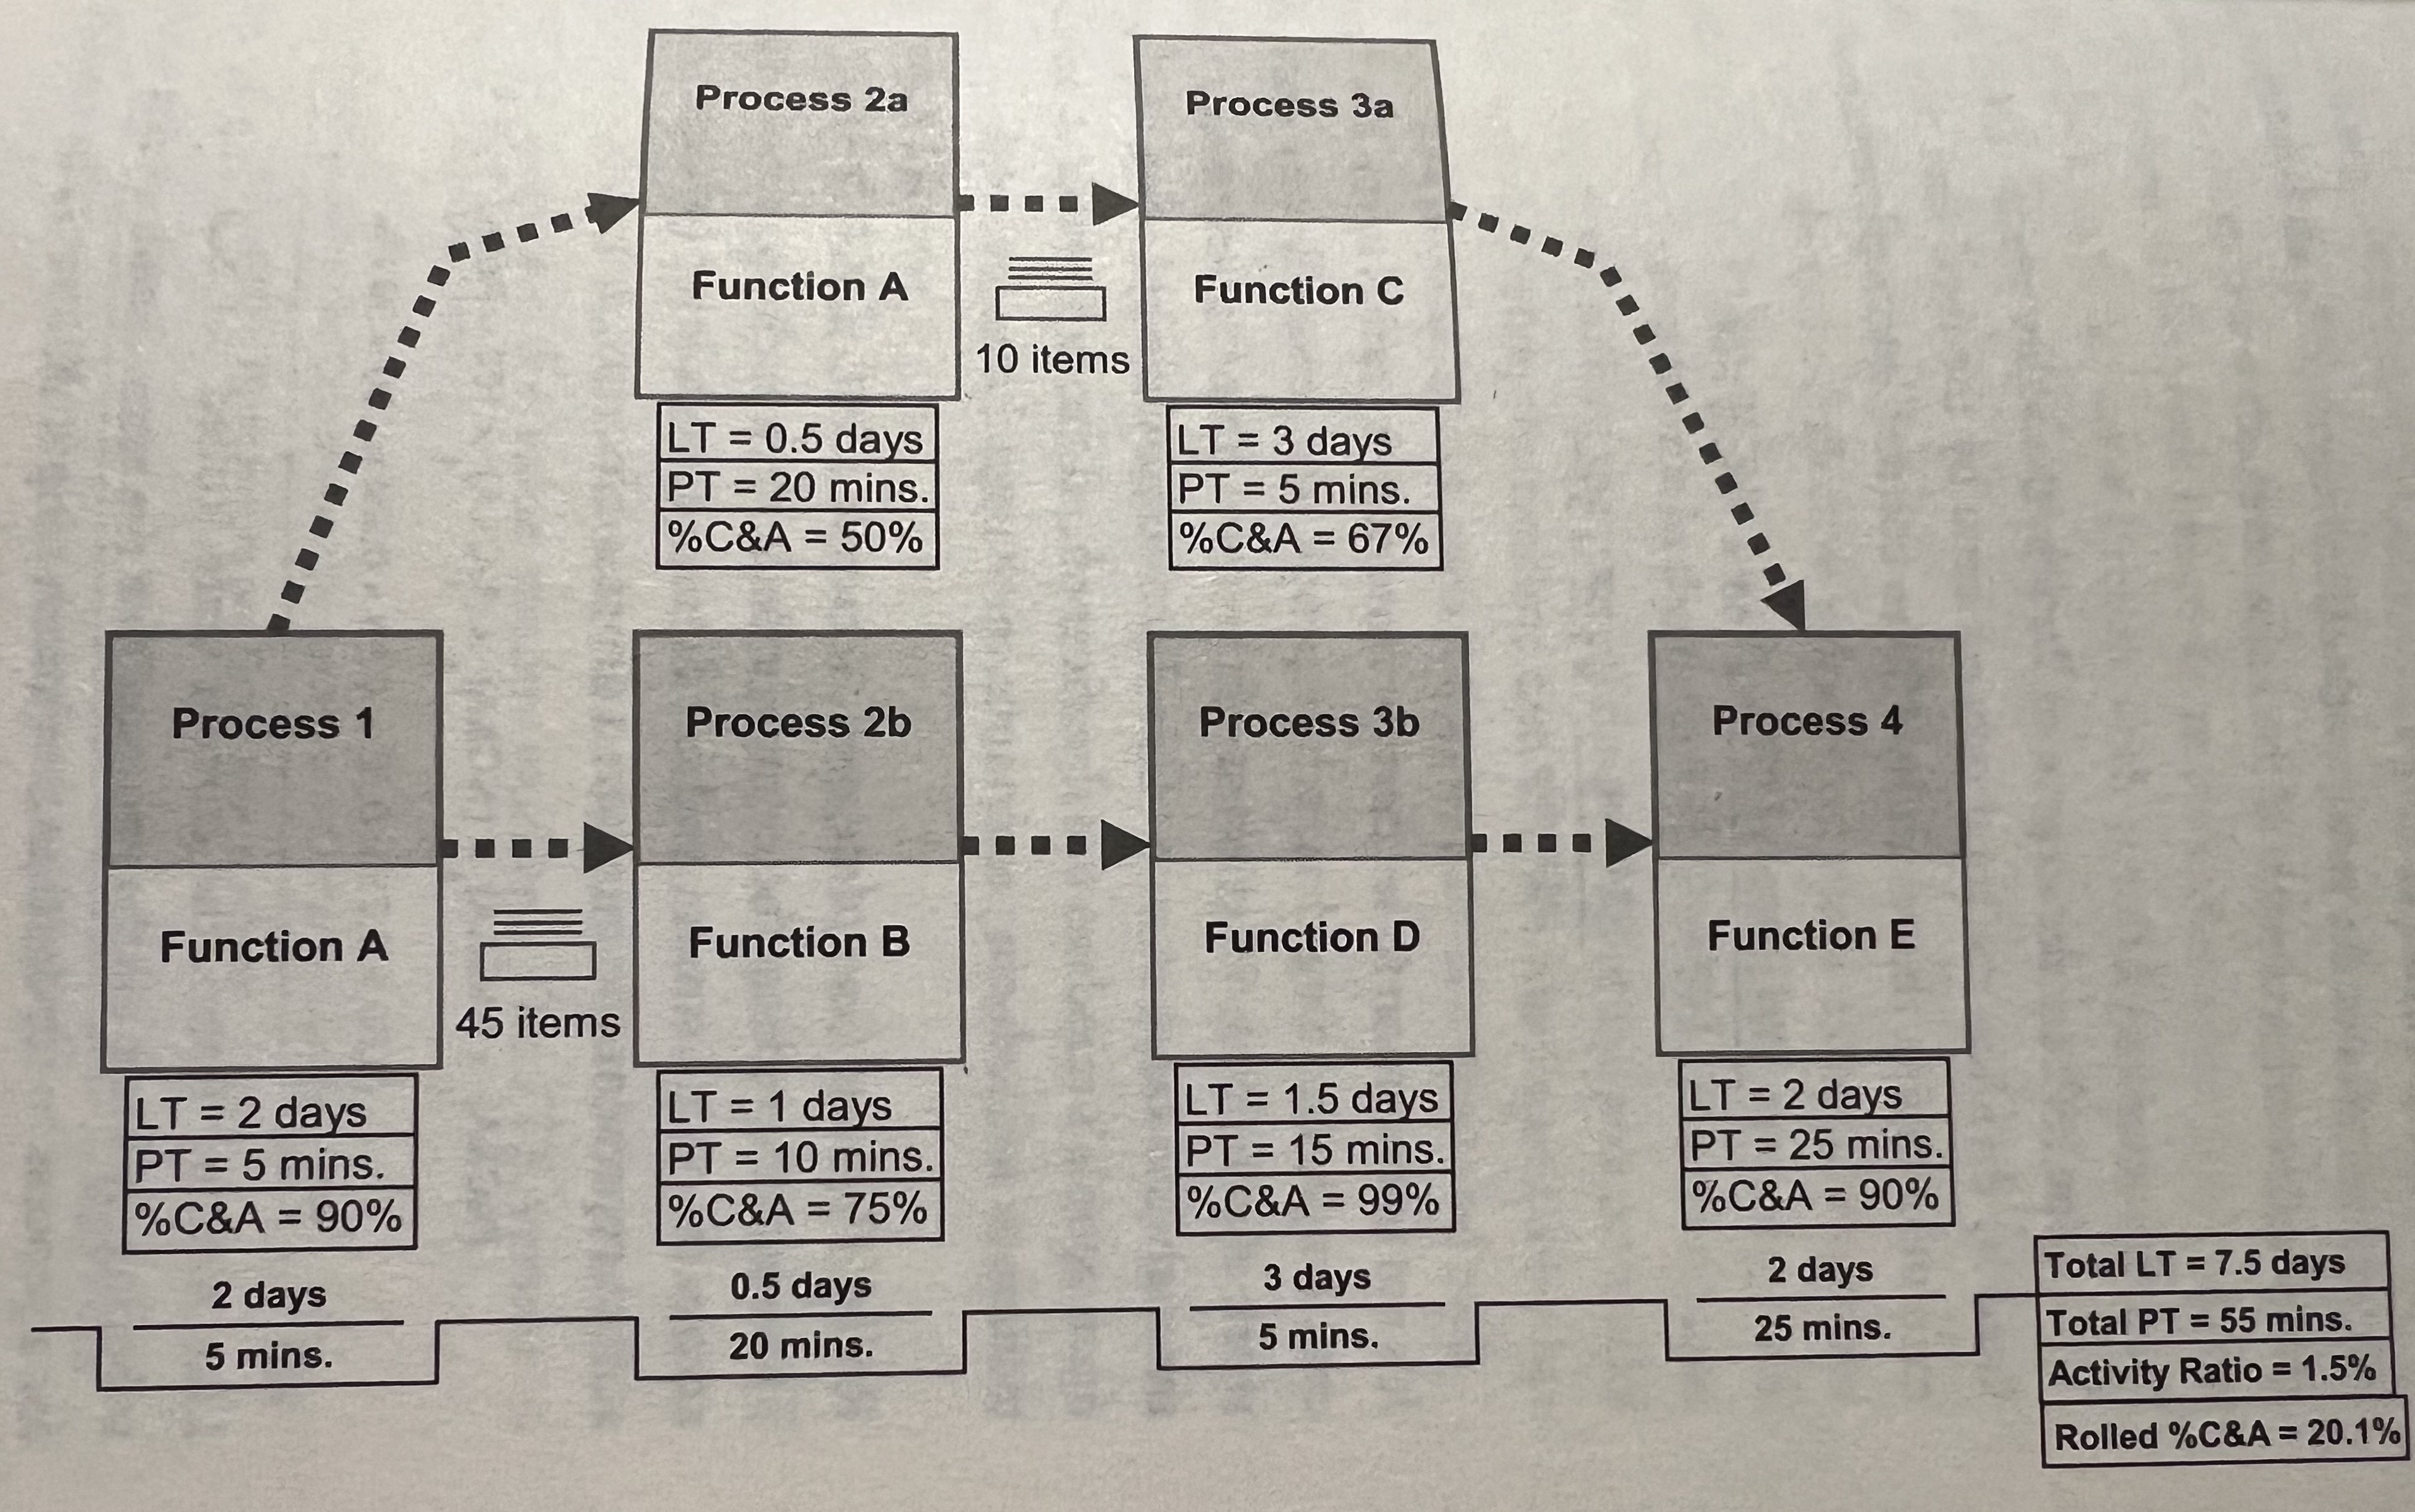 Process 2a
Function A
LT = 0.5 days
PT = 20 mins.
%C&A = 50%
10 items
Process 3a
Function C
LT = 3 days
PT = 5 mins.
%C&A = 67%
Process 1
Function A
LT = 2 days
PT = 5 mins.
%C&A = 90%
45 items
Process 2b
Function B
LT = 1 days
PT = 10 mins.
%C&A = 75%
Process 3b
Function D
LT = 1.5 days
PT = 15 mins.
%C&A = 99%
Process 4
Function E
LT = 2 days
PT = 25 mins.
%C&A = 90%
2 days
5 mins.
0.5 days
20 mins.
3 days
5 mins.
2 days
25 mins.
Total LT = 7.5 days
Total PT = 55 mins.
Activity Ratio = 1.5%
Rolled %C&A = 20.1%